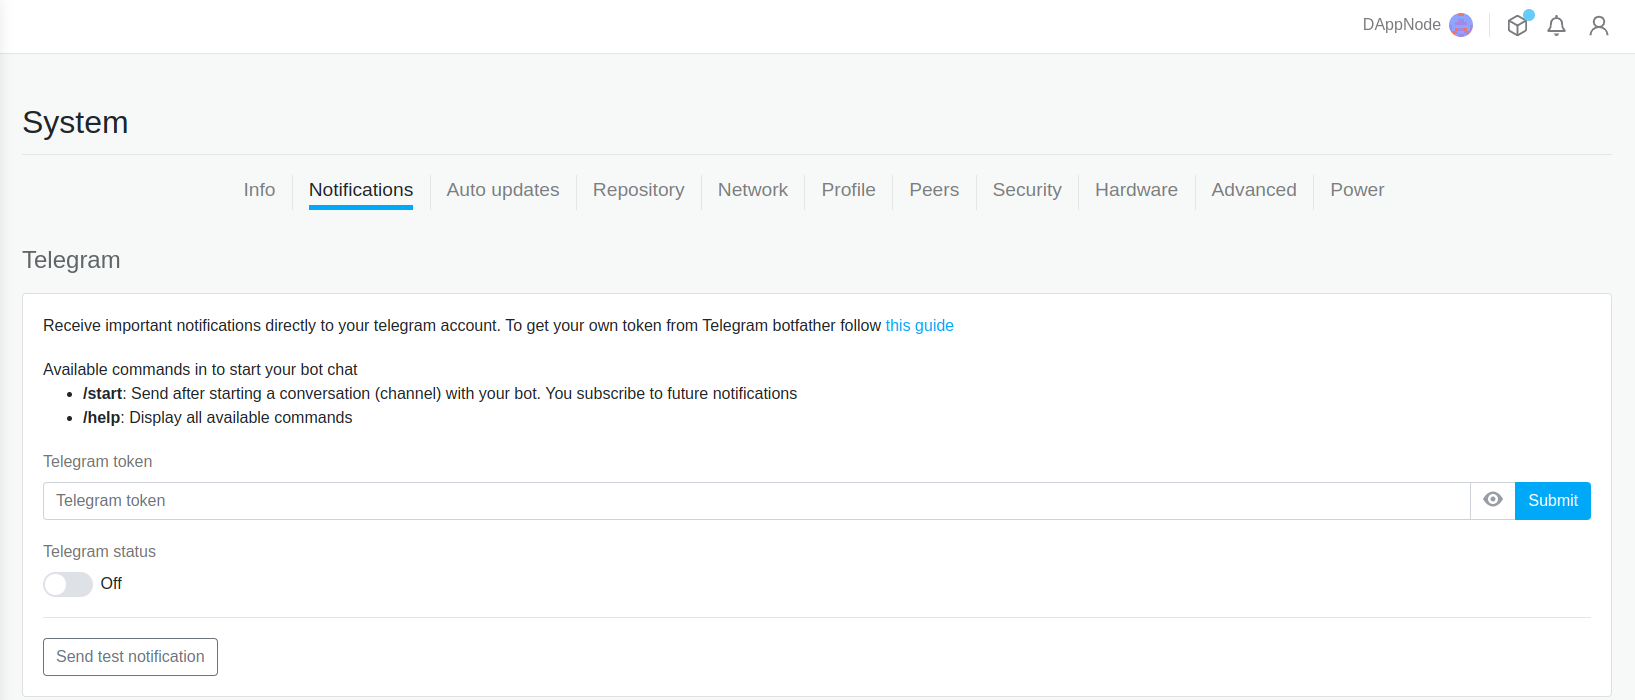 DAppNode
System
Info Notifications Auto updates Repository Network Profile Peers Security Hardware Advanced Power
Telegram
Receive important notifications directly to your telegram account. To get your own token from Telegram botfather follow this guide
Available commands in to start your bot chat
• /start: Send after starting a conversation (channel) with your bot. You subscribe to future notifications
• /help: Display all available commands
Telegram token
Telegram token Submit
Telegram status
Off
Send test notification